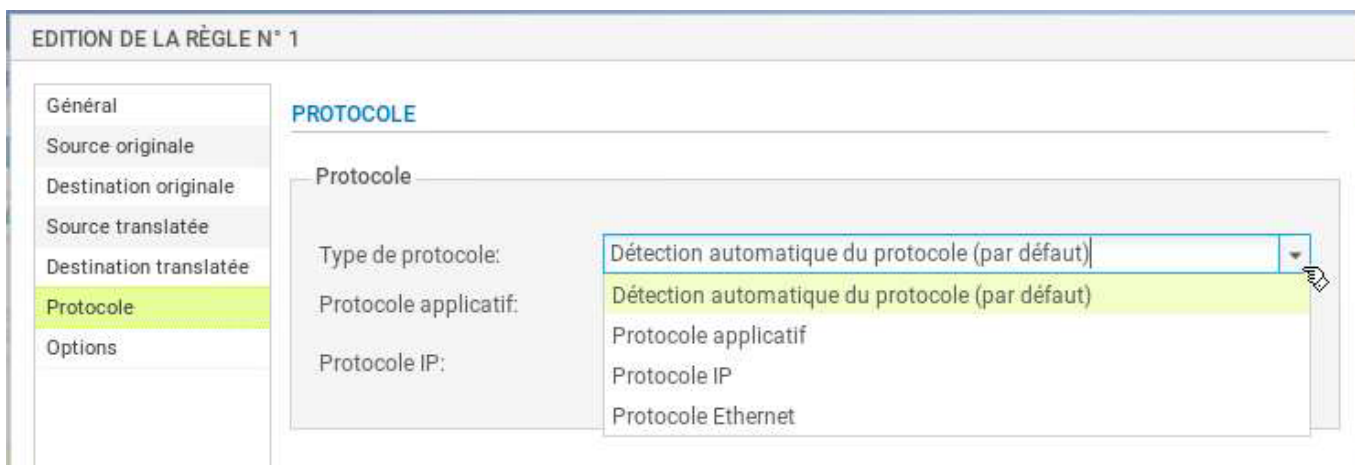 EDITION DE LA RÈGLE N° 1
Général
Source originale
Destination originale
Source translatée
Destination translatée
Protocole
Options
PROTOCOLE
Protocole
Type de protocole:
Détection automatique du protocole (par défaut)
Détection automatique du protocole (par défaut)
Protocole applicatif
Protocole IP
Protocole Ethernet
Protocole applicatif:
Protocole IP: